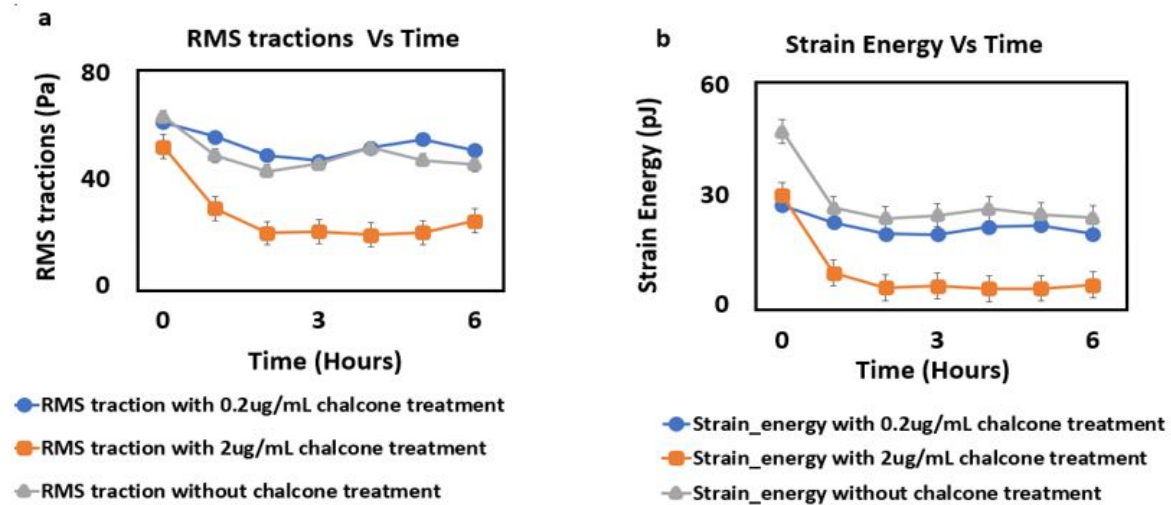 a
RMS tractions Vs Time
RMS tractions (Pa)
80
40
0
0 3 6
Time (Hours)
RMS traction with 0.2ug/mL chalcone treatment
RMS traction with 2ug/mL chalcone treatment
RMS traction without chalcone treatment
b
Strain Energy Vs Time
Strain Energy (pJ)
60
30
0
0 3 6
Time (Hours)
Strain_energy with 0.2ug/mL chalcone treatment
Strain_energy with 2ug/mL chalcone treatment
Strain_energy without chalcone treatment